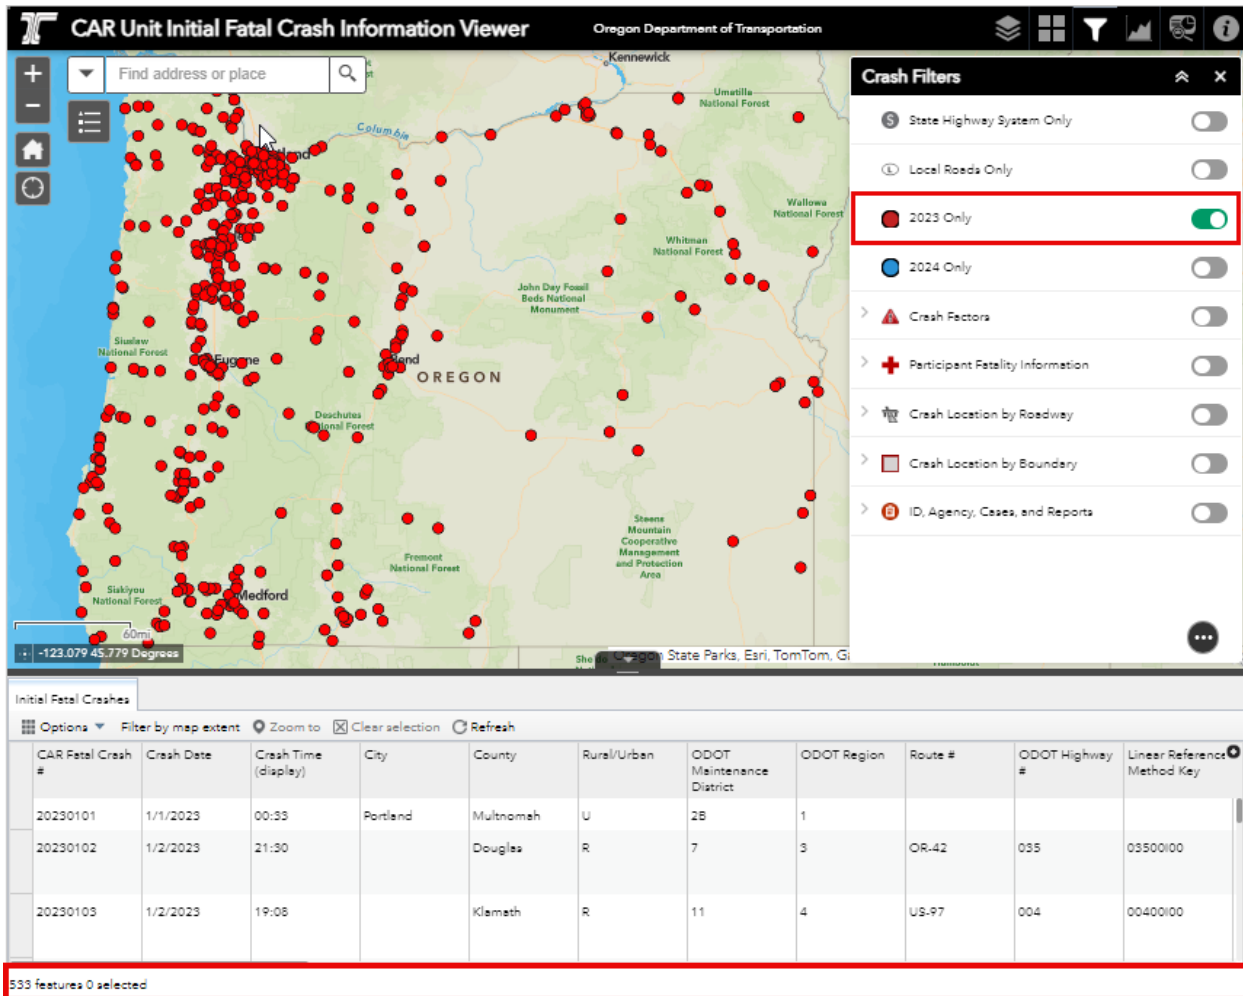 CAR Unit Initial Fatal Crash Information Viewer
Oregon Department of Transportation
Find address or place
Kennewick
Umatilla
National Forest
Columbia
Wallowa
National Forest
Whitman
National Forest
John Day Fossil
Beds National
Monument
Siuslaw
National Forest
Eugene
Bend
OREGON
Deschutes
National Forest
Steens
Mountain
Cooperative
Management
and Protection
Area
Fremont
National Forest
Siskiyou
National Forest
Medford
60mi
-123.079 45.779 Degrees
Oregon State Parks, Esri, TomTom, G
Crash Filters
S State Highway System Only
L Local Roads Only
2023 Only
2024 Only
Crash Factors
Participant Fatality Information
Crash Location by Roadway
Crash Location by Boundary
ID, Agency, Cases, and Reports
Initial Fatal Crashes
Options Filter by map extent Zoom to Clear selection Refresh
CAR Fatal Crash # Crash Date Crash Time (display) City County Rural/Urban ODOT Maintenance District ODOT Region Route # ODOT Highway # Linear Reference Method Key
20230101 1/1/2023 00:33 Portland Multnomah U 2B 1
20230102 1/2/2023 21:30 Douglas R 7 3 OR-42 035 03500I00
20230103 1/2/2023 19:08 Klamath R 11 4 US-97 004 00400I00
533 features 0 selected